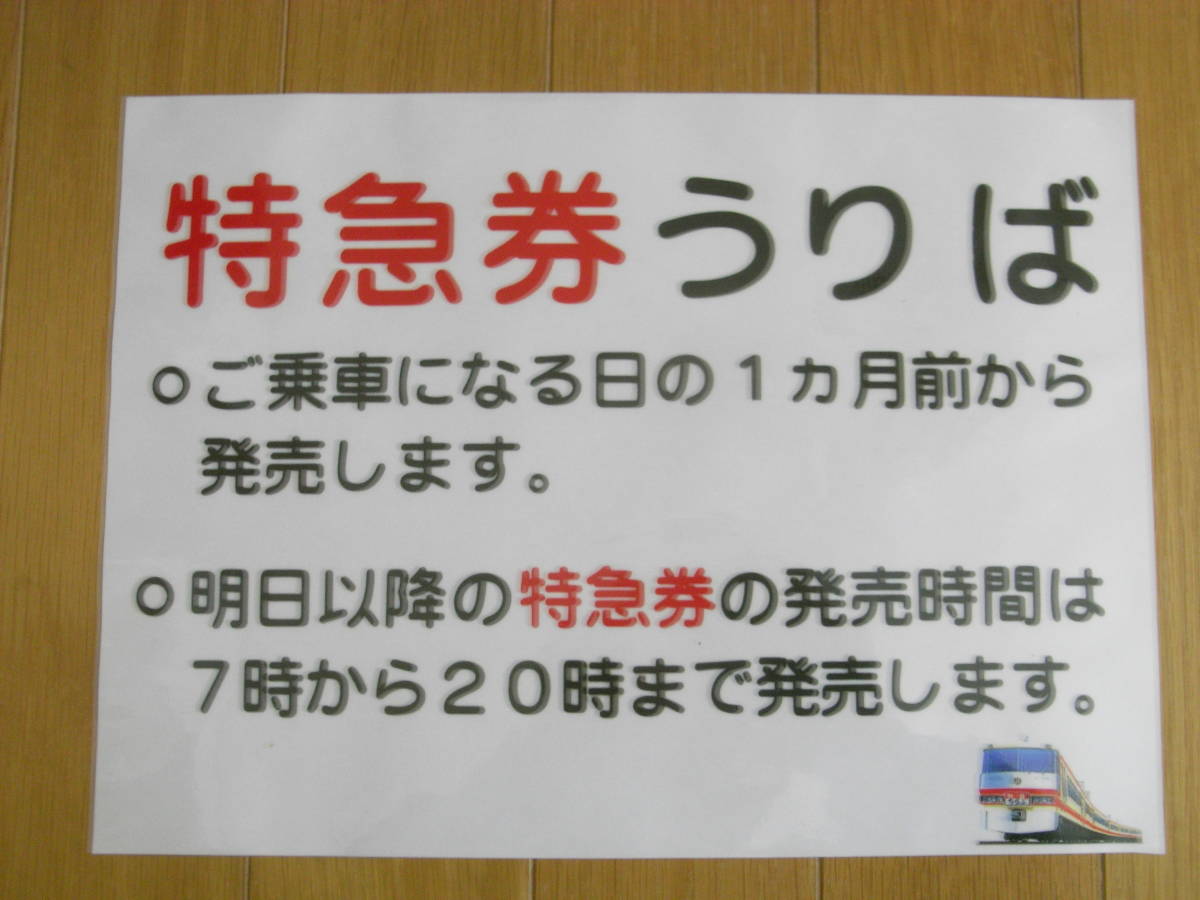 特急券うりば
○ご乗車になる日の１ヵ月前から
発売します。
○明日以降の特急券の発売時間は
７時から２０時まで発売します。